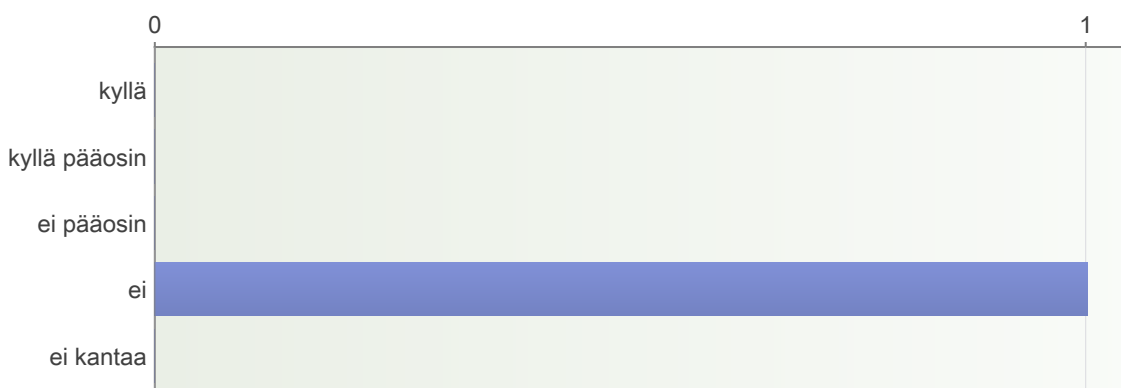 0 1
kyllä
kyllä pääosin
ei pääosin
ei
ei kantaa